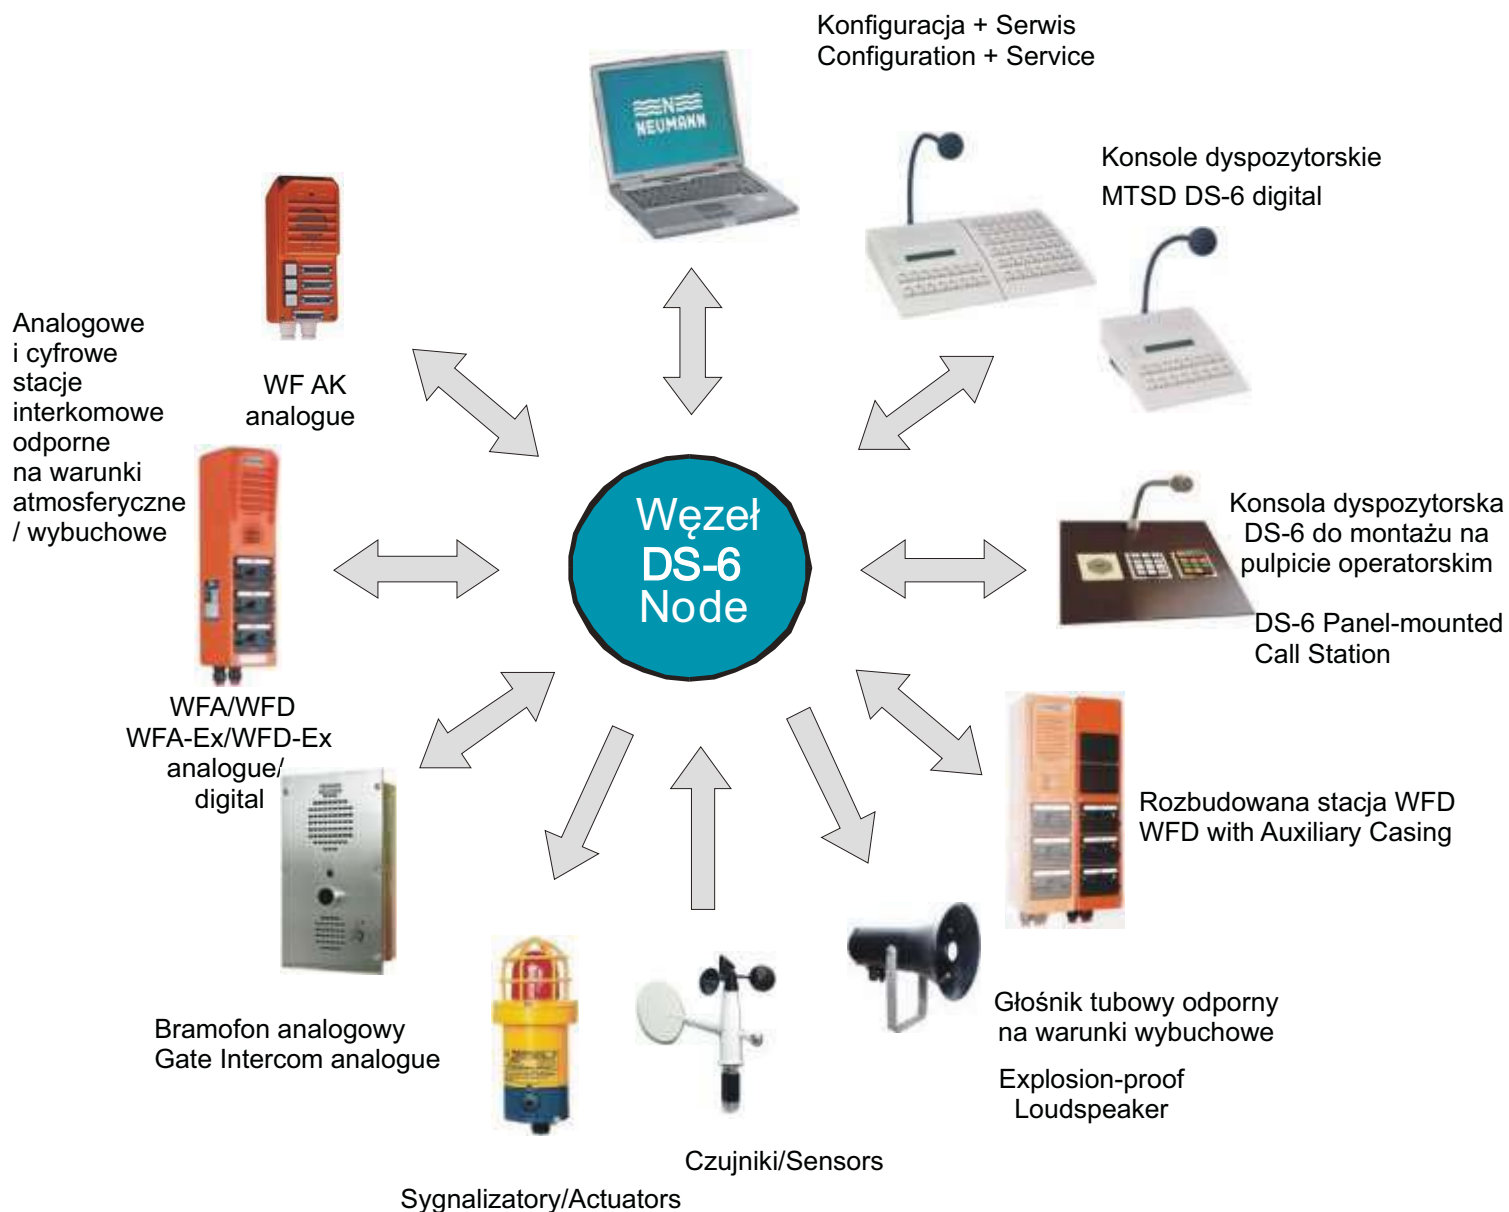 Konfiguracja + Serwis
Configuration + Service
N
NEUMANN
Konsole dyspozytorskie
MTSD DS-6 digital
Analogowe
i cyfrowe
stacje
interkomowe
odporne
na warunki
atmosferyczne
/ wybuchowe
WF AK
analogue
Węzeł
DS-6
Node
Konsola dyspozytorska
DS-6 do montażu na
pulpicie operatorskim
DS-6 Panel-mounted
Call Station
WFA/WFD
WFA-Ex/WFD-Ex
analogue/
digital
Rozbudowana stacja WFD
WFD with Auxiliary Casing
Bramofon analogowy
Gate Intercom analogue
Głośnik tubowy odporny
na warunki wybuchowe
Explosion-proof
Loudspeaker
Czujniki/Sensors
Sygnalizatory/Actuators